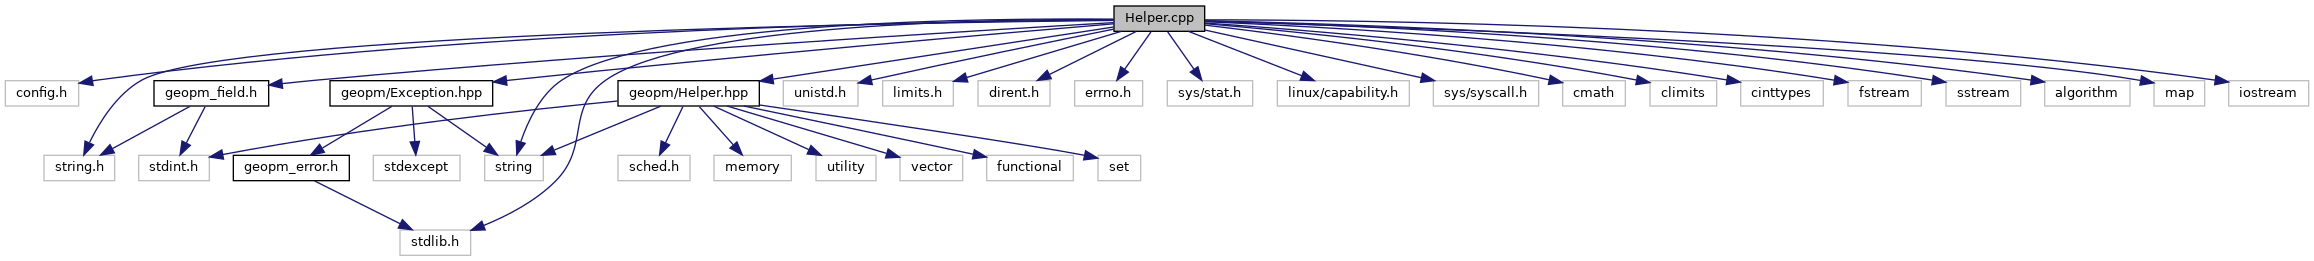 Helper.cpp
config.h
geopm_field.h
geopm/Exception.hpp
geopm/Helper.hpp
unistd.h
limits.h
dirent.h
errno.h
sys/stat.h
linux/capability.h
sys/syscall.h
cmath
climits
cinttypes
fstream
sstream
algorithm
map
iostream
string.h
stdint.h
geopm_error.h
stdexcept
string
sched.h
memory
utility
vector
functional
set
stdlib.h